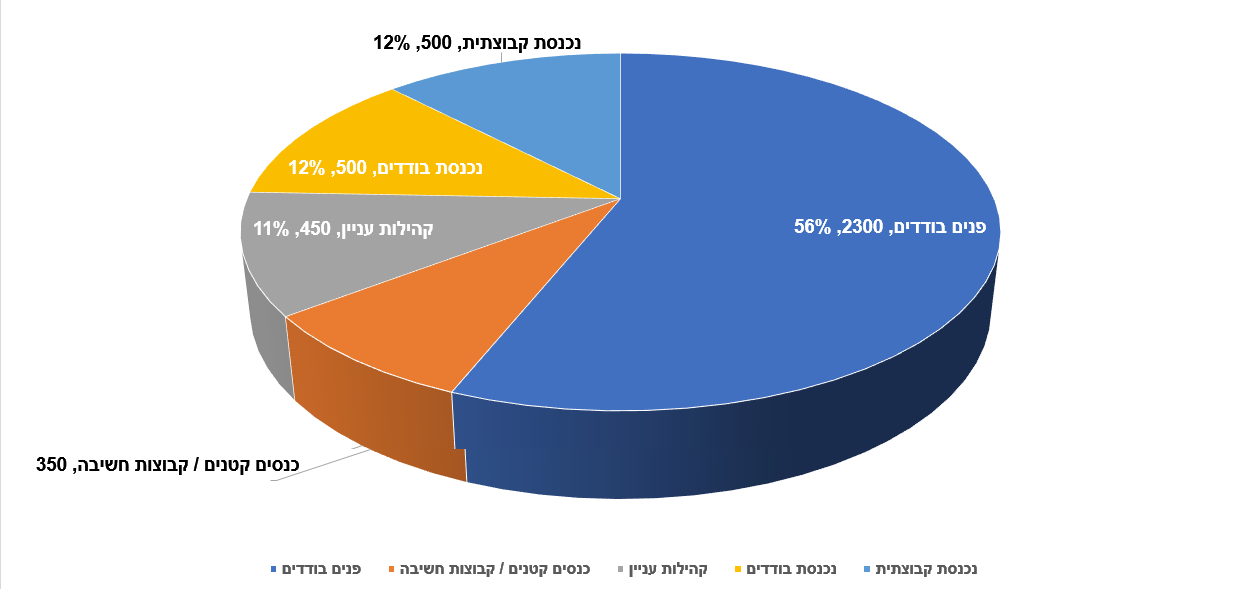 נכנסת קבוצתית, 500, 12%
נכנסת בודדים, 500, 12%
קהילות עניין, 450, 11%
פנים בודדים, 2300, 56%
כנסים קטנים / קבוצות חשיבה, 350
פנים בודדים
כנסים קטנים / קבוצות חשיבה
קהילות עניין
נכנסת בודדים
נכנסת קבוצתית